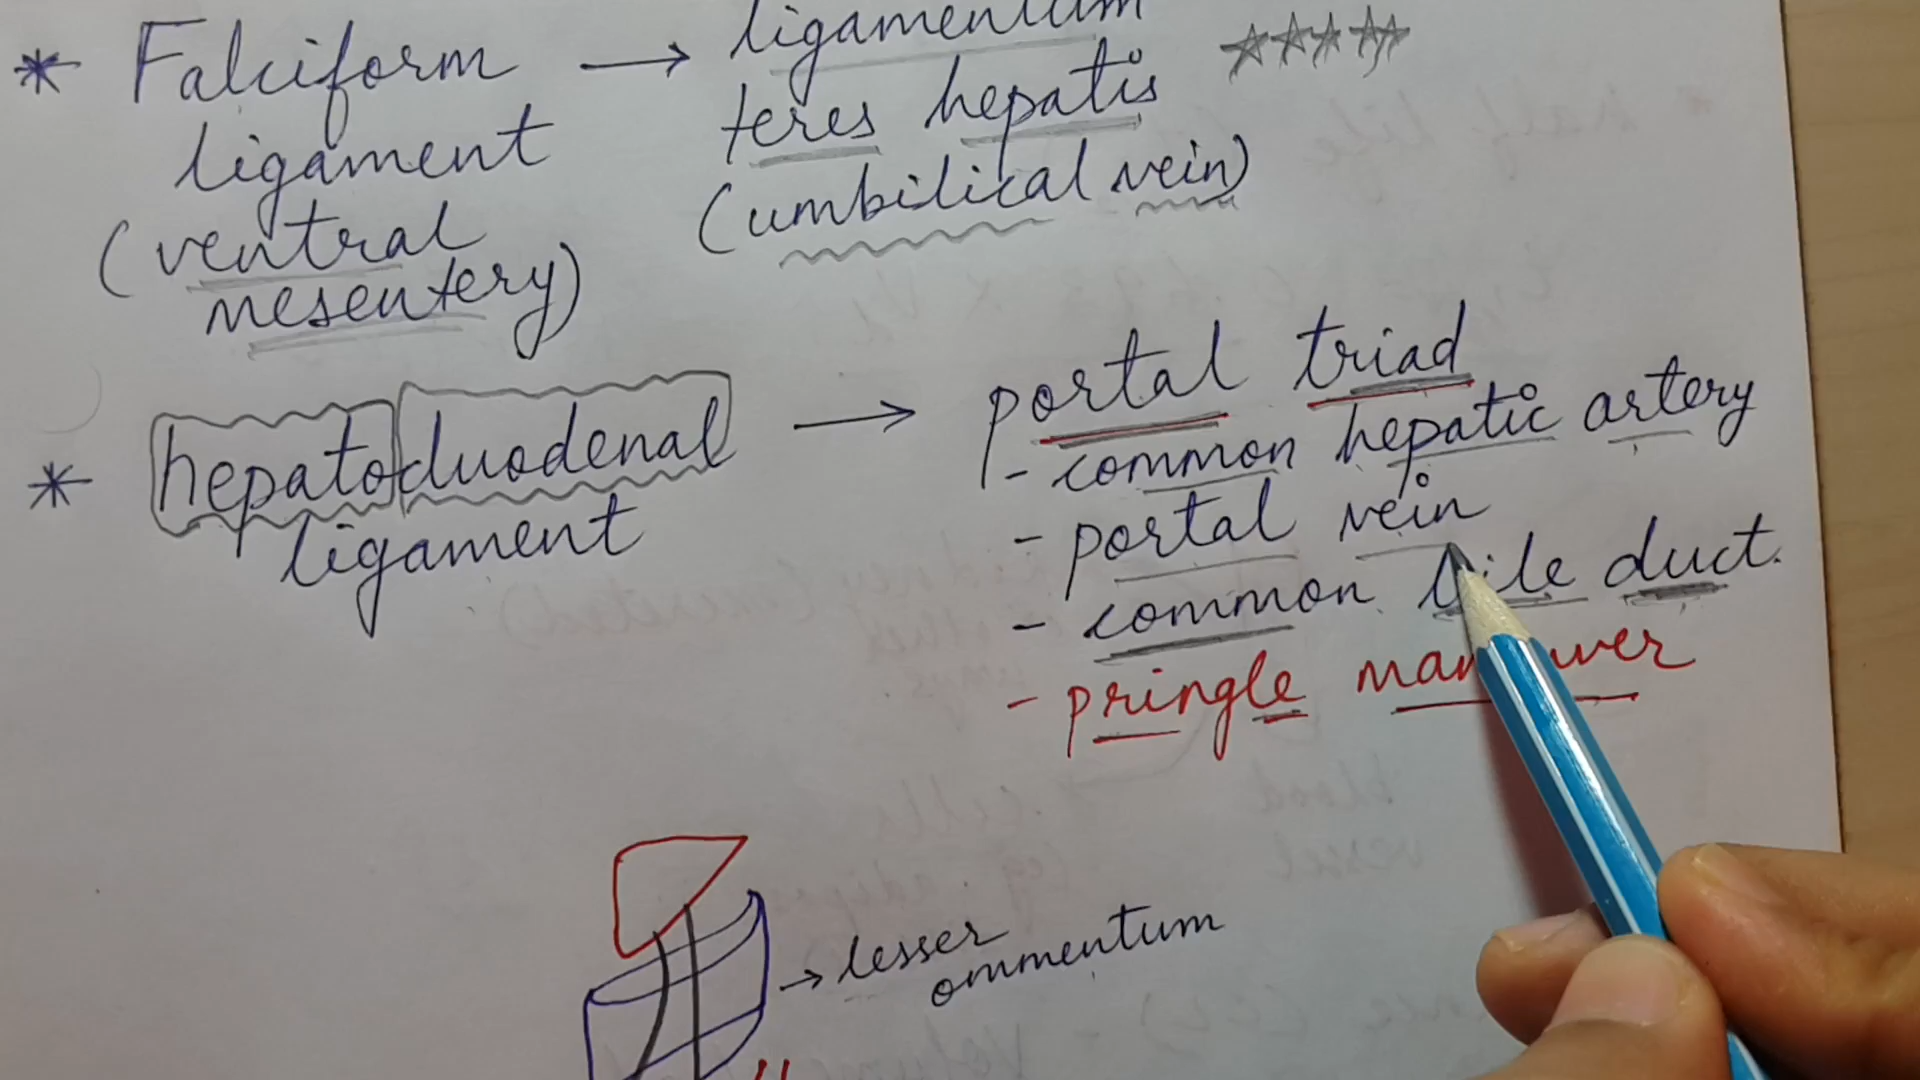 * Falciform → ligamentum
ligament teres hepatis
(ventral (umbilical vein)
mesentery)
* hepatoduodenal → portal triad
ligament - common hepatic artery
- portal vein
- common bile duct.
- pringle
→ lesser
ommentum